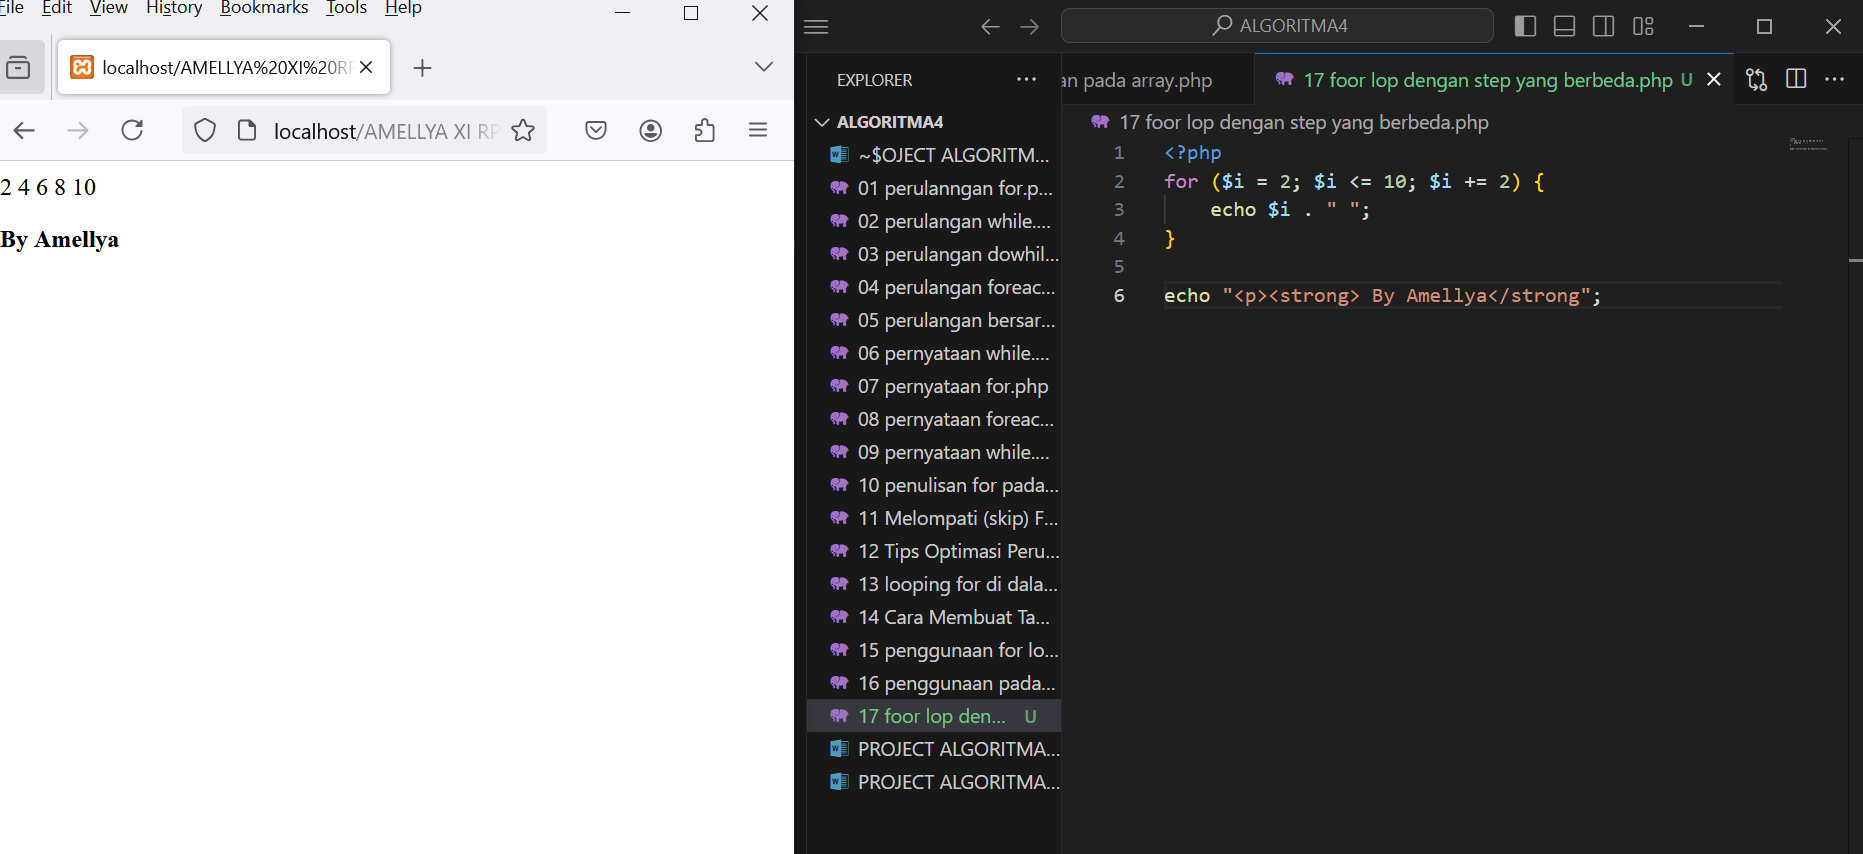 File Edit View History Bookmarks Tools Help
localhost/AMELLYA%20XI%20RP
localhost/AMELLYA XI RP
2 4 6 8 10
By Amellya
ALGORITMA4
EXPLORER
ALGORITMA4
~$OJECT ALGORITM...
01 perulanngan for.p...
02 perulangan while....
03 perulangan dowhil...
04 perulangan foreac...
05 perulangan bersar...
06 pernyataan while....
07 pernyataan for.php
08 pernyataan foreac...
09 pernyataan while....
10 penulisan for pada...
11 Melompati (skip) F...
12 Tips Optimasi Peru...
13 looping for di dala...
14 Cara Membuat Ta...
15 penggunaan for lo...
16 penggunaan pada...
17 foor lop den... U
PROJECT ALGORITMA...
PROJECT ALGORITMA...
an pada array.php
17 foor lop dengan step yang berbeda.php U
17 foor lop dengan step yang berbeda.php
1 <?php
2 for ($i = 2; $i <= 10; $i += 2) {
3 echo $i . " ";
4 }
5
6 echo "<p><strong> By Amellya</strong";